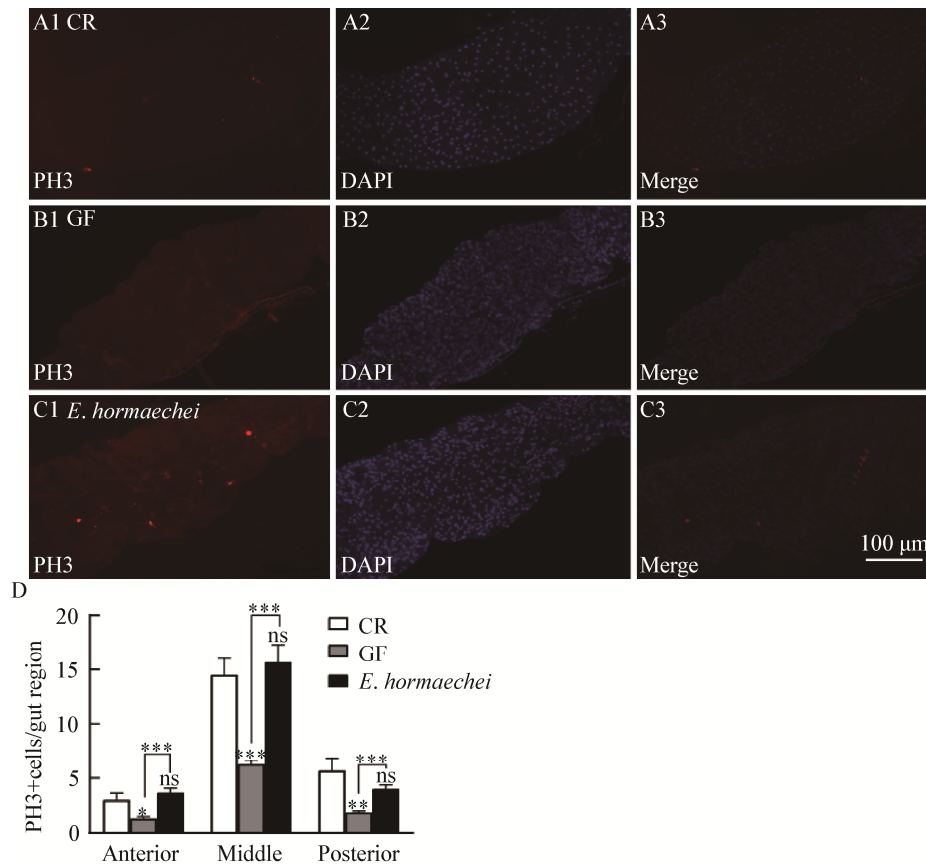 A1 CR
A2
A3
PH3
DAPI
Merge
B1 GF
B2
B3
PH3
DAPI
Merge
C1 E. hormaechei
C2
C3
PH3
DAPI
Merge
100 μm
D
PH3+cells/gut region
20
15
10
5
0
***
ns
*
***
ns
***
***
ns
**
CR
GF
E. hormaechei
Anterior
Middle
Posterior